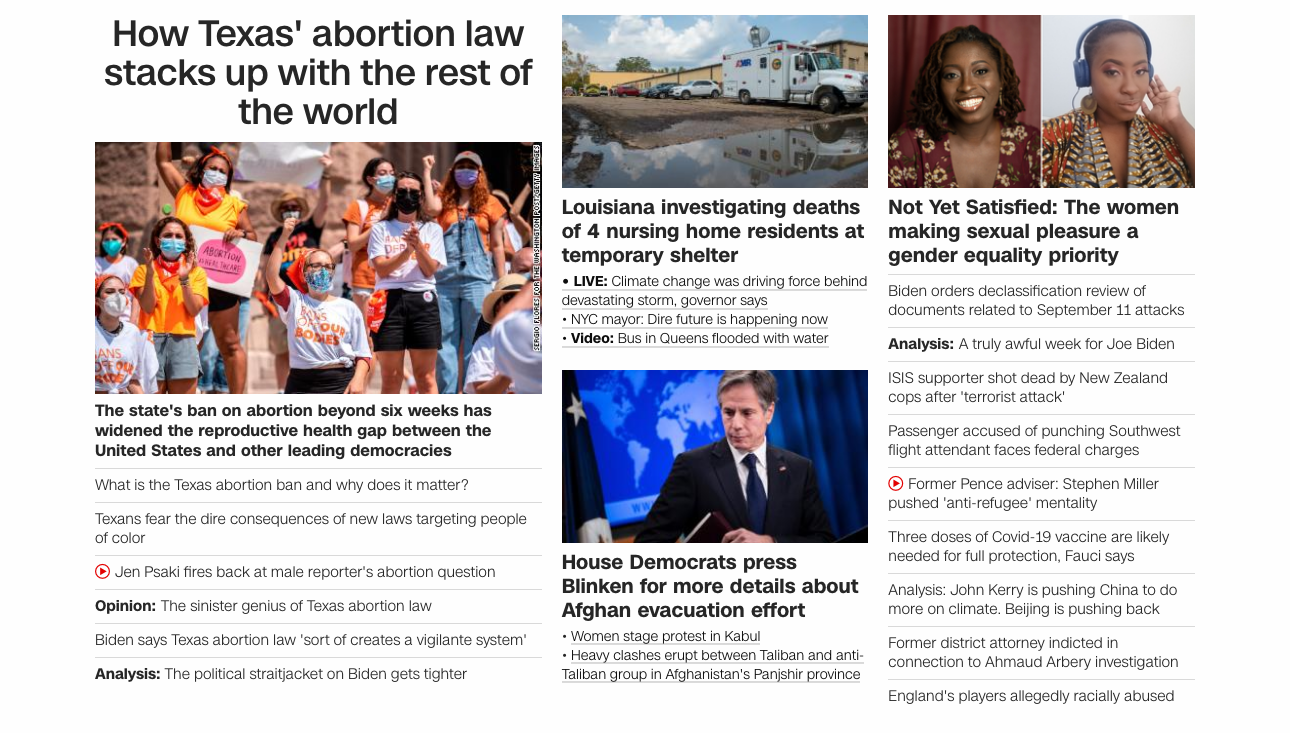 How Texas' abortion law
stacks up with the rest of
the world
SERGIO FLORES FOR THE WASHINGTON POST/GETTY IMAGES
ABORTION
IS HEALTHCARE
BANS
OFF OUR
BODIES
The state's ban on abortion beyond six weeks has
widened the reproductive health gap between the
United States and other leading democracies
What is the Texas abortion ban and why does it matter?
Texans fear the dire consequences of new laws targeting people
of color
Jen Psaki fires back at male reporter's abortion question
Opinion: The sinister genius of Texas abortion law
Biden says Texas abortion law 'sort of creates a vigilante system'
Analysis: The political straitjacket on Biden gets tighter
AMR
Louisiana investigating deaths
of 4 nursing home residents at
temporary shelter
• LIVE: Climate change was driving force behind
devastating storm, governor says
• NYC mayor: Dire future is happening now
• Video: Bus in Queens flooded with water
House Democrats press
Blinken for more details about
Afghan evacuation effort
• Women stage protest in Kabul
• Heavy clashes erupt between Taliban and anti-
Taliban group in Afghanistan's Panjshir province
Not Yet Satisfied: The women
making sexual pleasure a
gender equality priority
Biden orders declassification review of
documents related to September 11 attacks
Analysis: A truly awful week for Joe Biden
ISIS supporter shot dead by New Zealand
cops after 'terrorist attack'
Passenger accused of punching Southwest
flight attendant faces federal charges
Former Pence adviser: Stephen Miller
pushed 'anti-refugee' mentality
Three doses of Covid-19 vaccine are likely
needed for full protection, Fauci says
Analysis: John Kerry is pushing China to do
more on climate. Beijing is pushing back
Former district attorney indicted in
connection to Ahmaud Arbery investigation
England's players allegedly racially abused